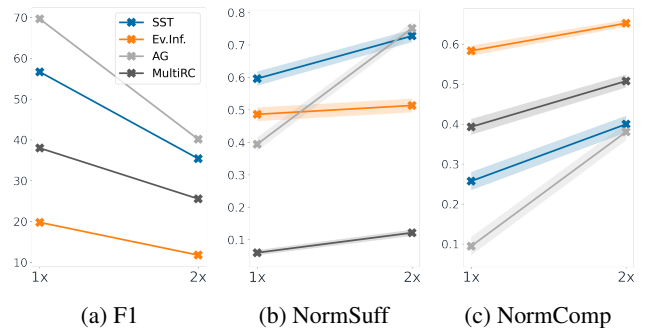 70
60
50
40
30
20
10
1x
2x
SST
Ev.Inf.
AG
MultiRC
(a) F1
0.8
0.7
0.6
0.5
0.4
0.3
0.2
0.1
1x
2x
(b) NormSuff
0.6
0.5
0.4
0.3
0.2
0.1
1x
2x
(c) NormComp